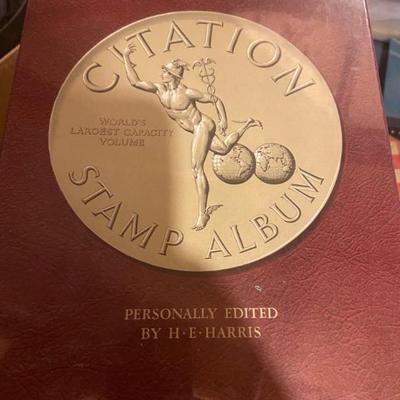 CITATION
WORLD'S
LARGEST CAPACITY
VOLUME
STAMP ALBUM
PERSONALLY EDITED
BY H·E·HARRIS